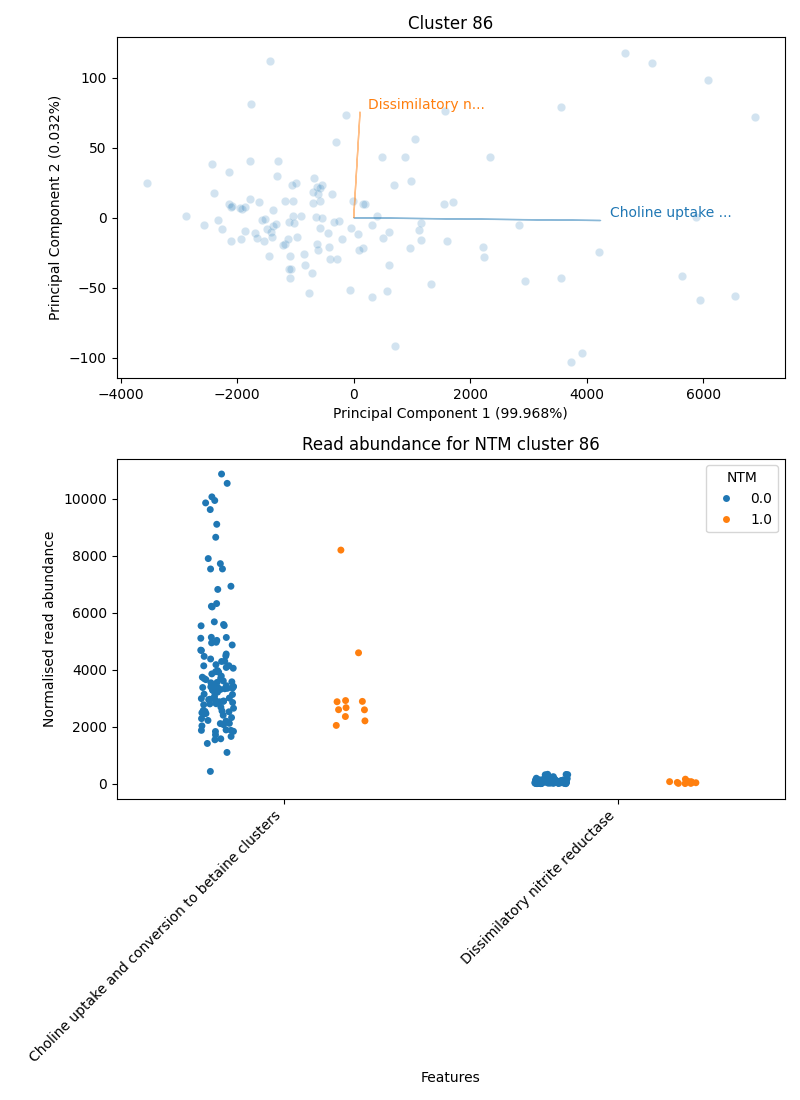 Cluster 86
Principal Component 2 (0.032%)
100
50
0
−50
−100
Dissimilatory n...
Choline uptake ...
−4000 −2000 0 2000 4000 6000
Principal Component 1 (99.968%)
Read abundance for NTM cluster 86
Normalised read abundance
10000
8000
6000
4000
2000
0
NTM
0.0
1.0
Choline uptake and conversion to betaine clusters
Dissimilatory nitrite reductase
Features